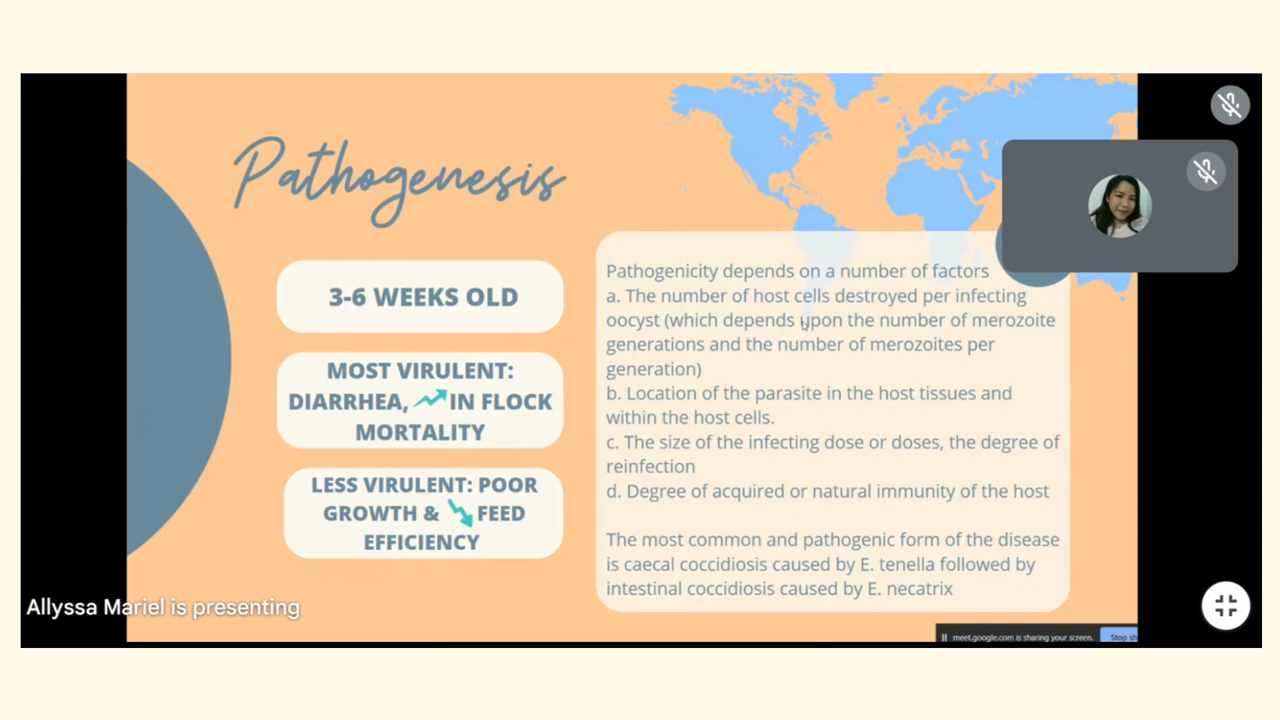 Pathogenesis
3-6 WEEKS OLD
MOST VIRULENT:
DIARRHEA, IN FLOCK
MORTALITY
LESS VIRULENT: POOR
GROWTH & FEED
EFFICIENCY
Pathogenicity depends on a number of factors
a. The number of host cells destroyed per infecting
oocyst (which depends upon the number of merozoite
generations and the number of merozoites per
generation)
b. Location of the parasite in the host tissues and
within the host cells.
c. The size of the infecting dose or doses, the degree of
reinfection
d. Degree of acquired or natural immunity of the host
The most common and pathogenic form of the disease
is caecal coccidiosis caused by E. tenella followed by
intestinal coccidiosis caused by E. necatrix
Allyssa Mariel is presenting
meet.google.com is sharing your screen.
Stop sh